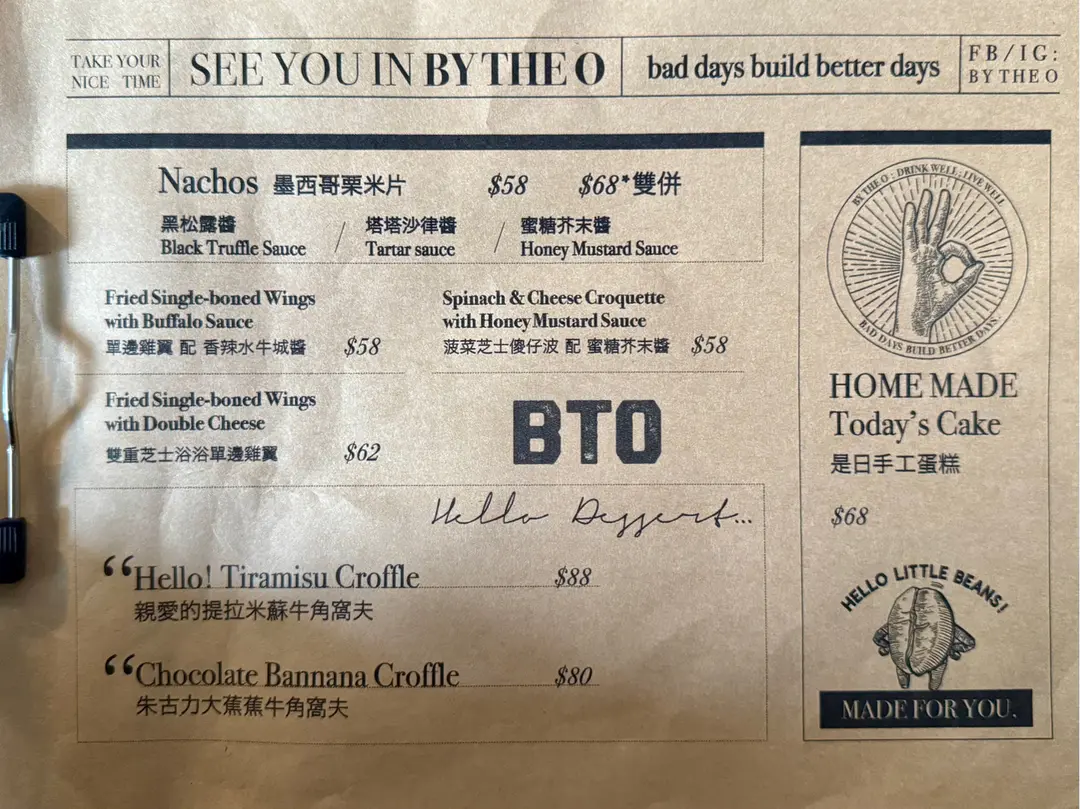 TAKE YOUR
NICE TIME
SEE YOU IN BY THE O
bad days build better days
FB/IG:
BY THE O
Nachos 墨西哥栗米片 $58 $68*雙併
黑松露醬 / 塔塔沙律醬 / 蜜糖芥末醬
Black Truffle Sauce Tartar sauce Honey Mustard Sauce
Fried Single-boned Wings
with Buffalo Sauce
單邊雞翼 配 香辣水牛城醬 $58
Spinach & Cheese Croquette
with Honey Mustard Sauce
菠菜芝士傻仔波 配 蜜糖芥末醬 $58
Fried Single-boned Wings
with Double Cheese
雙重芝士浴浴單邊雞翼 $62
BTO
Hello Dessert...
“Hello! Tiramisu Croffle $88
親愛的提拉米蘇牛角窩夫
“Chocolate Bannana Croffle $80
朱古力大蕉蕉牛角窩夫
BY THE O : DRINK WELL ; LIVE WELL
BAD DAYS BUILD BETTER DAYS.
HOME MADE
Today’s Cake
是日手工蛋糕
$68
HELLO LITTLE BEANS!
MADE FOR YOU.